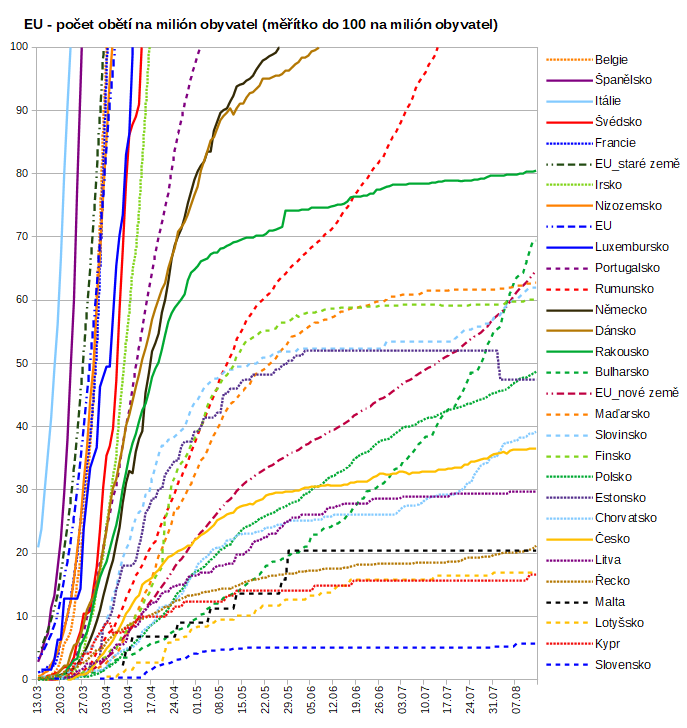 EU - počet obětí na milión obyvatel (měřítko do 100 na milión obyvatel)
100
90
80
70
60
50
40
30
20
10
0
13.03
20.03
27.03
03.04
10.04
17.04
24.04
01.05
08.05
15.05
22.05
29.05
05.06
12.06
19.06
26.06
03.07
10.07
17.07
24.07
31.07
07.08
Belgie
Španělsko
Itálie
Švédsko
Francie
EU_staré země
Irsko
Nizozemsko
EU
Luxembursko
Portugalsko
Rumunsko
Německo
Dánsko
Rakousko
Bulharsko
EU_nové země
Maďarsko
Slovinsko
Finsko
Polsko
Estonsko
Chorvatsko
Česko
Litva
Řecko
Malta
Lotyšsko
Kypr
Slovensko